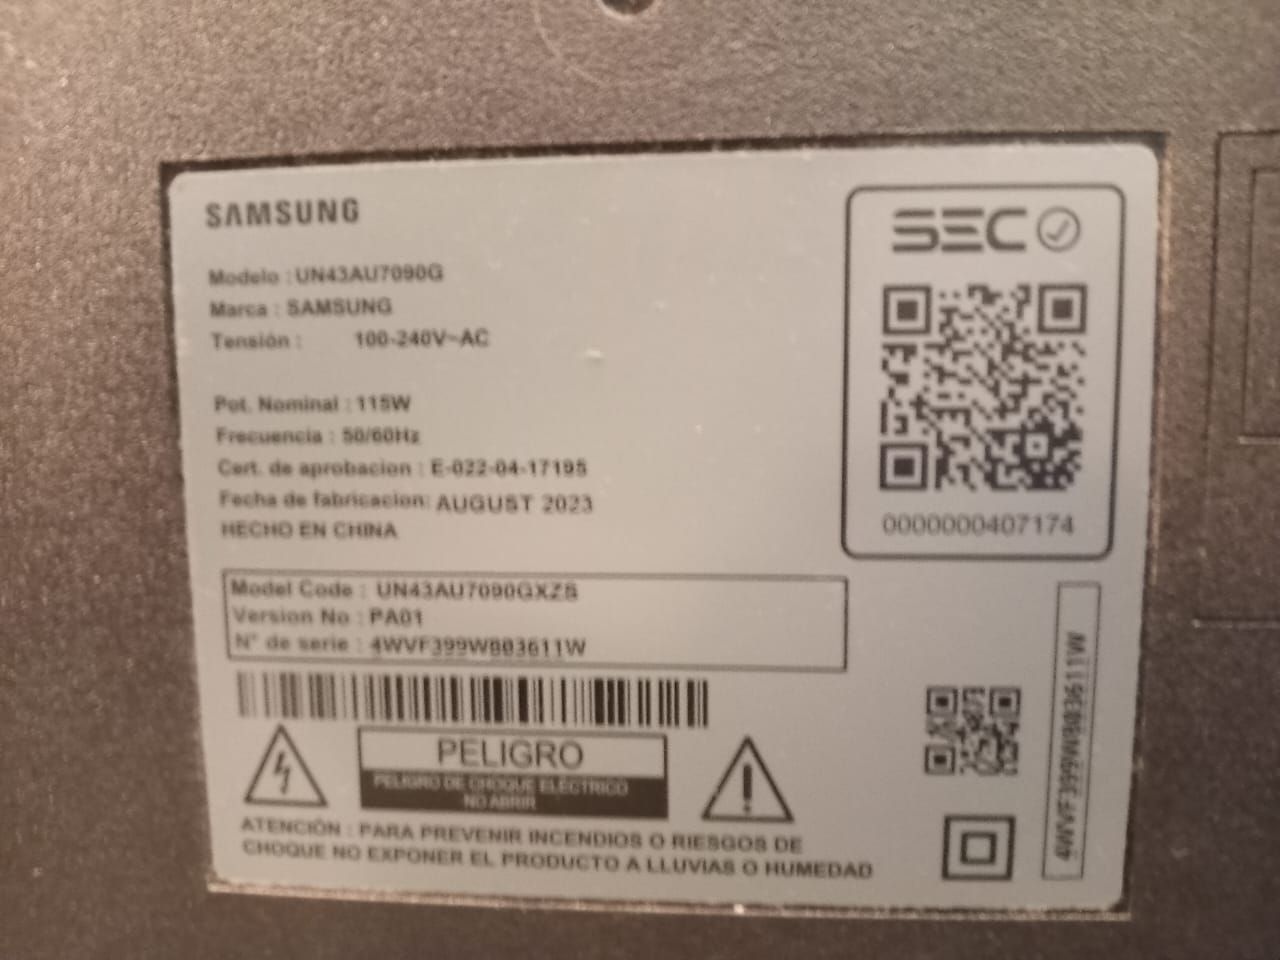 SAMSUNG
Modelo : UN43AU7090G
Marca : SAMSUNG
Tensión : 100-240V~AC
Pot. Nominal : 115W
Frecuencia : 50/60Hz
Cert. de aprobacion : E-022-04-17195
Fecha de fabricacion: AUGUST 2023
HECHO EN CHINA
SEC
0000000407174
Model Code : UN43AU7090GXZS
Version No : PA01
N° de serie : 4WVF399W803611W
4WVF399W803611W
PELIGRO
PELIGRO DE CHOQUE ELECTRICO
NO ABRIR
ATENCIÓN : PARA PREVENIR INCENDIOS O RIESGOS DE
CHOQUE NO EXPONER EL PRODUCTO A LLUVIAS O HUMEDAD